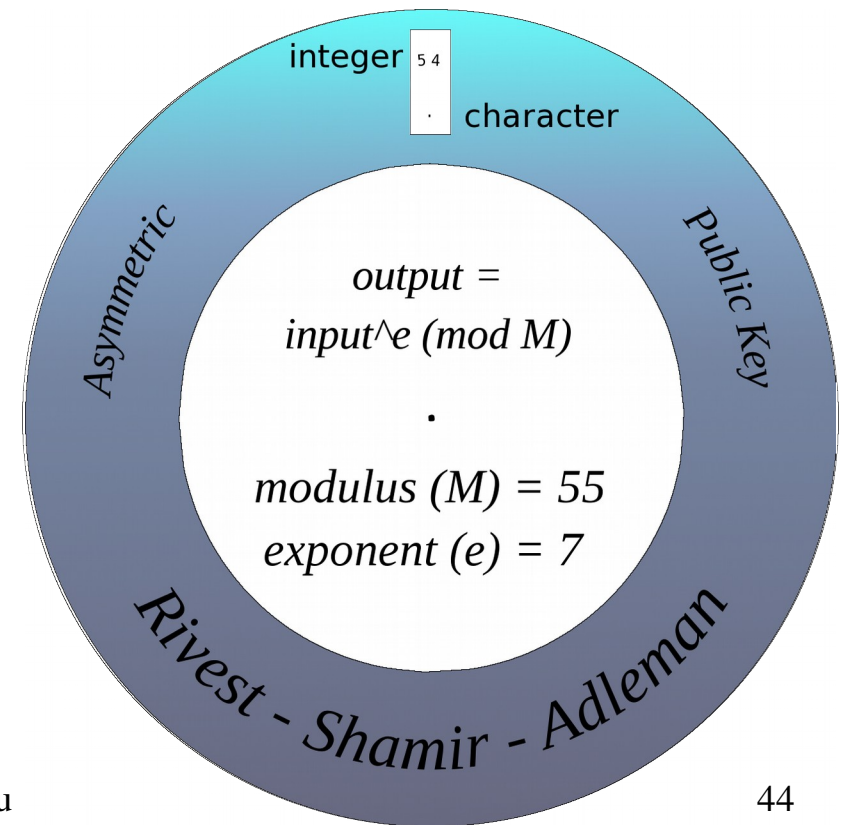 integer
5 4
.
character
Asymmetric
Public Key
output =
input^e (mod M)
.
modulus (M) = 55
exponent (e) = 7
Rivest - Shamir - Adleman
u
44